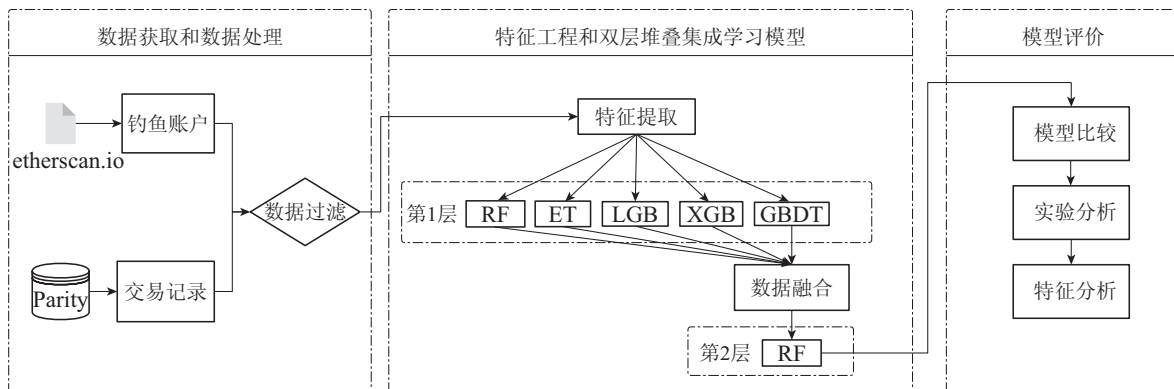 数据获取和数据处理
钓鱼账户
etherscan.io
数据过滤
Parity
交易记录
特征工程和双层堆叠集成学习模型
特征提取
第1层 RF ET LGB XGB GBDT
数据融合
第2层 RF
模型评价
模型比较
实验分析
特征分析